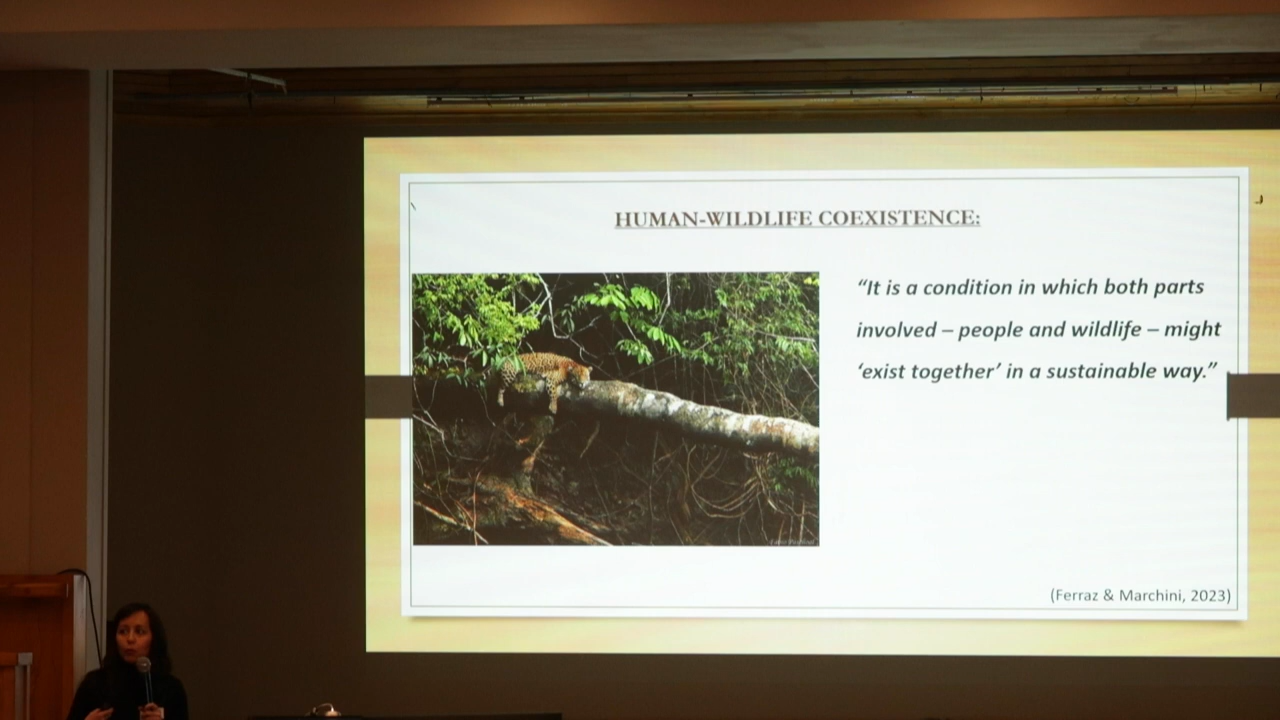 HUMAN-WILDLIFE COEXISTENCE:
“It is a condition in which both parts
involved – people and wildlife – might
‘exist together’ in a sustainable way.”
(Ferraz & Marchini, 2023)